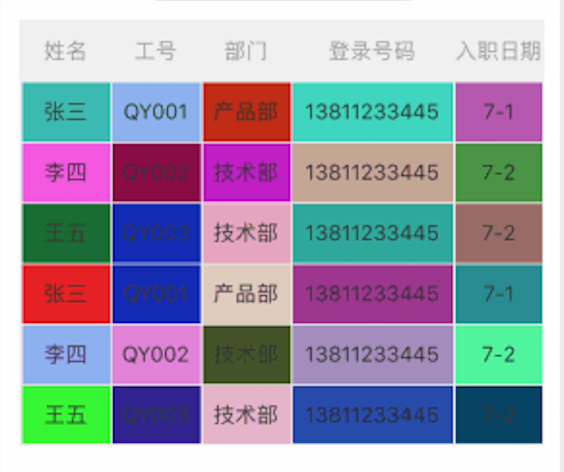 姓名 工号 部门 登录号码 入职日期
张三 QY001 产品部 13811233445 7-1
李四 QY002 技术部 13811233445 7-2
王五 QY003 技术部 13811233445 7-2
张三 QY001 产品部 13811233445 7-1
李四 QY002 技术部 13811233445 7-2
王五 QY003 技术部 13811233445 7-2